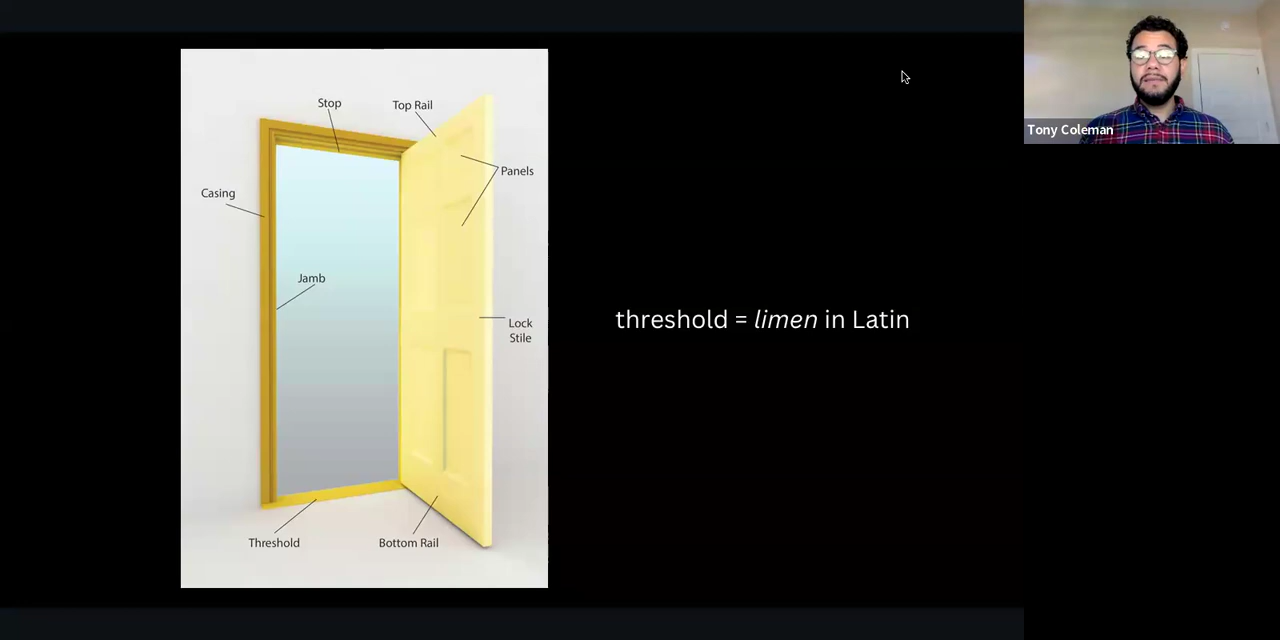 Stop
Top Rail
Panels
Casing
Jamb
Lock
Stile
Threshold
Bottom Rail
threshold = limen in Latin
Tony Coleman